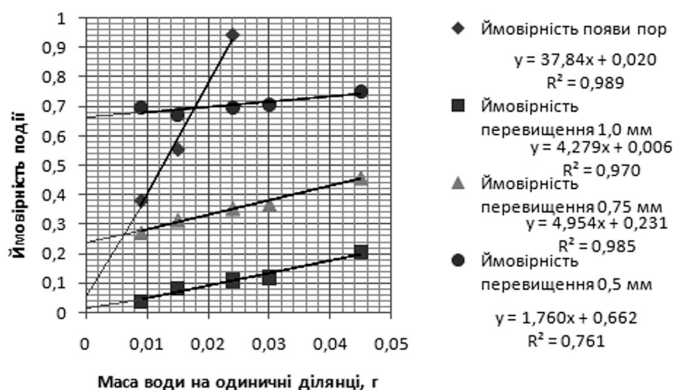 Ймовірність події
1
0,9
0,8
0,7
0,6
0,5
0,4
0,3
0,2
0,1
0
0
0,01
0,02
0,03
0,04
0,05
Маса води на одиничні ділянці, г
Ймовірність появи пор
y = 37,84x + 0,020
R² = 0,989
Ймовірність
перевищення 1,0 мм
y = 4,279x + 0,006
R² = 0,970
Ймовірність
перевищення 0,75 мм
y = 4,954x + 0,231
R² = 0,985
Ймовірність
перевищення 0,5 мм
y = 1,760x + 0,662
R² = 0,761